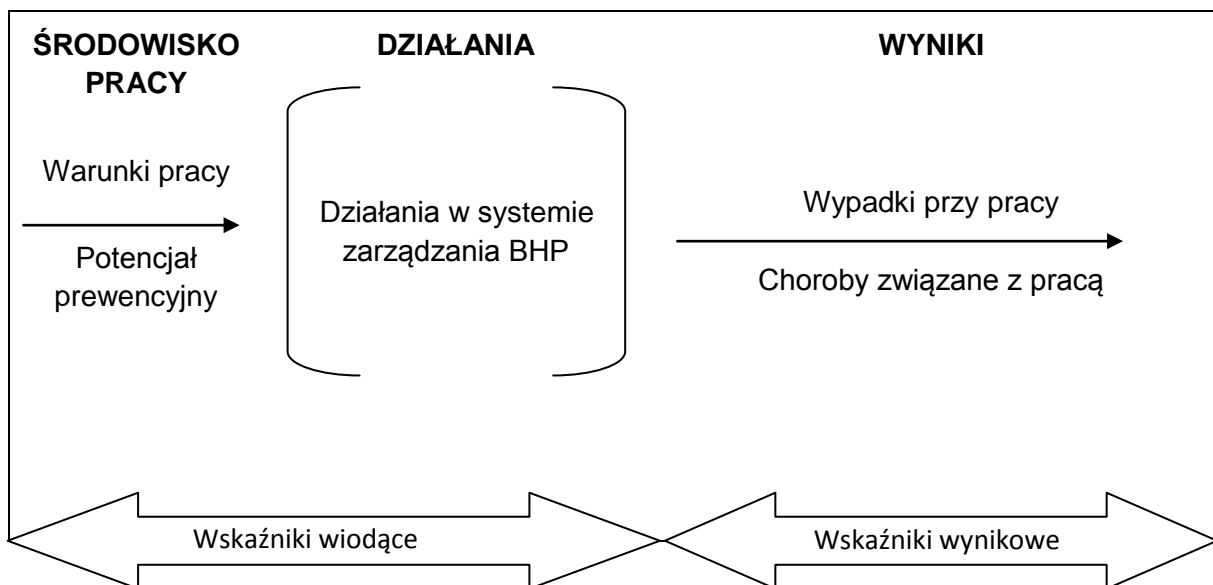 ŚRODOWISKO
PRACY
DZIAŁANIA
WYNIKI
Warunki pracy
Potencjał
prewencyjny
Działania w systemie
zarządzania BHP
Wypadki przy pracy
Choroby związane z pracą
Wskaźniki wiodące
Wskaźniki wynikowe